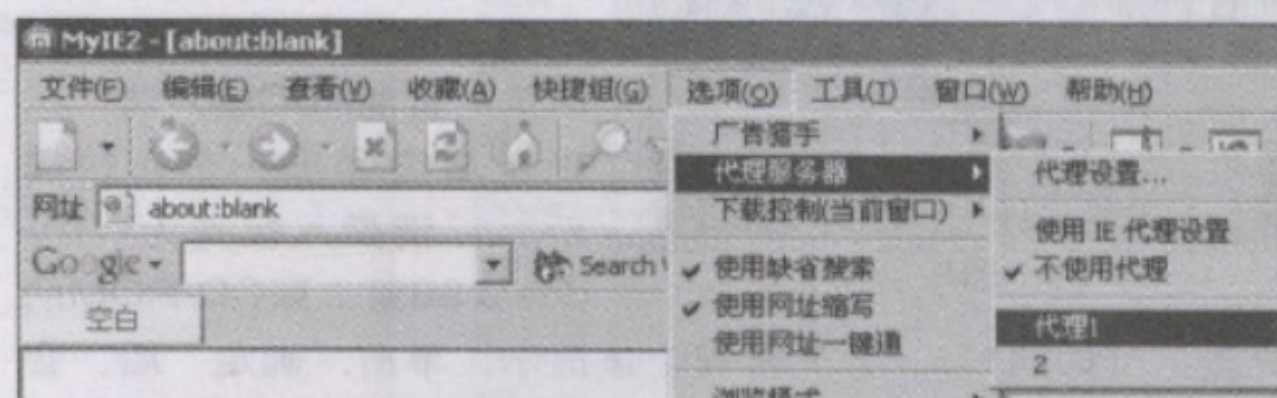 MyIE2 - [about:blank]
文件(F) 编辑(E) 查看(V) 收藏(A) 快捷组(G) 选项(O) 工具(T) 窗口(W) 帮助(H)
广告猎手
代理服务器
代理设置...
网址 about:blank
下载控制(当前窗口)
使用 IE 代理设置
Google
Search
使用缺省搜索
不使用代理
使用网址缩写
空白
代理1
使用网址一键通
2
浏览模式